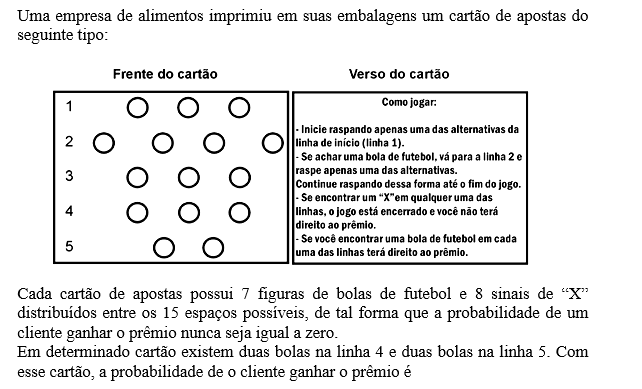 Uma empresa de alimentos imprimiu em suas embalagens um cartão de apostas do
seguinte tipo:
Frente do cartão
Verso do cartão
1
2
3
4
5
Como jogar:
- Inicie raspando apenas uma das alternativas da
linha de início (linha 1).
- Se achar uma bola de futebol, vá para a linha 2 e
raspe apenas uma das alternativas.
Continue raspando dessa forma até o fim do jogo.
- Se encontrar um “X”em qualquer uma das
linhas, o jogo está encerrado e você não terá
direito ao prêmio.
- Se você encontrar uma bola de futebol em cada
uma das linhas terá direito ao prêmio.
Cada cartão de apostas possui 7 figuras de bolas de futebol e 8 sinais de “X”
distribuídos entre os 15 espaços possíveis, de tal forma que a probabilidade de um
cliente ganhar o prêmio nunca seja igual a zero.
Em determinado cartão existem duas bolas na linha 4 e duas bolas na linha 5. Com
esse cartão, a probabilidade de o cliente ganhar o prêmio é